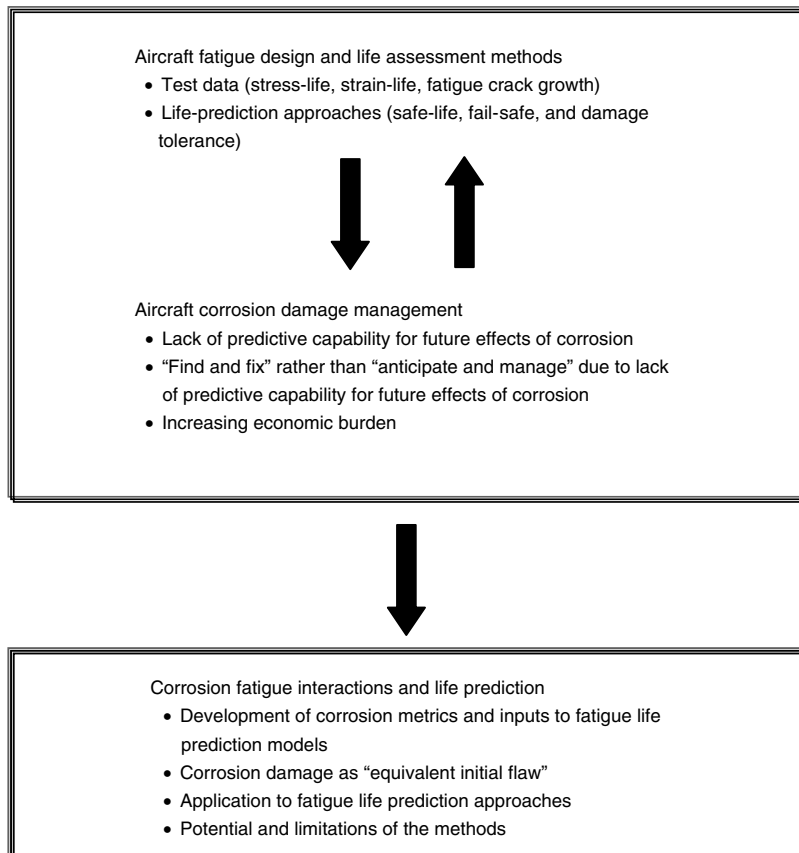 Aircraft fatigue design and life assessment methods
• Test data (stress-life, strain-life, fatigue crack growth)
• Life-prediction approaches (safe-life, fail-safe, and damage
tolerance)
Aircraft corrosion damage management
• Lack of predictive capability for future effects of corrosion
• “Find and fix” rather than “anticipate and manage” due to lack
of predictive capability for future effects of corrosion
• Increasing economic burden
Corrosion fatigue interactions and life prediction
• Development of corrosion metrics and inputs to fatigue life
prediction models
• Corrosion damage as “equivalent initial flaw”
• Application to fatigue life prediction approaches
• Potential and limitations of the methods